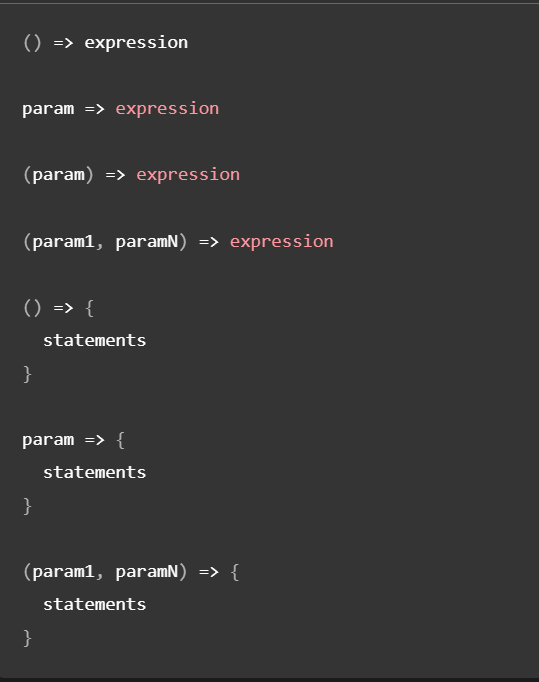 () => expression
param => expression
(param) => expression
(param1, paramN) => expression
() => {
  statements
}
param => {
  statements
}
(param1, paramN) => {
  statements
}